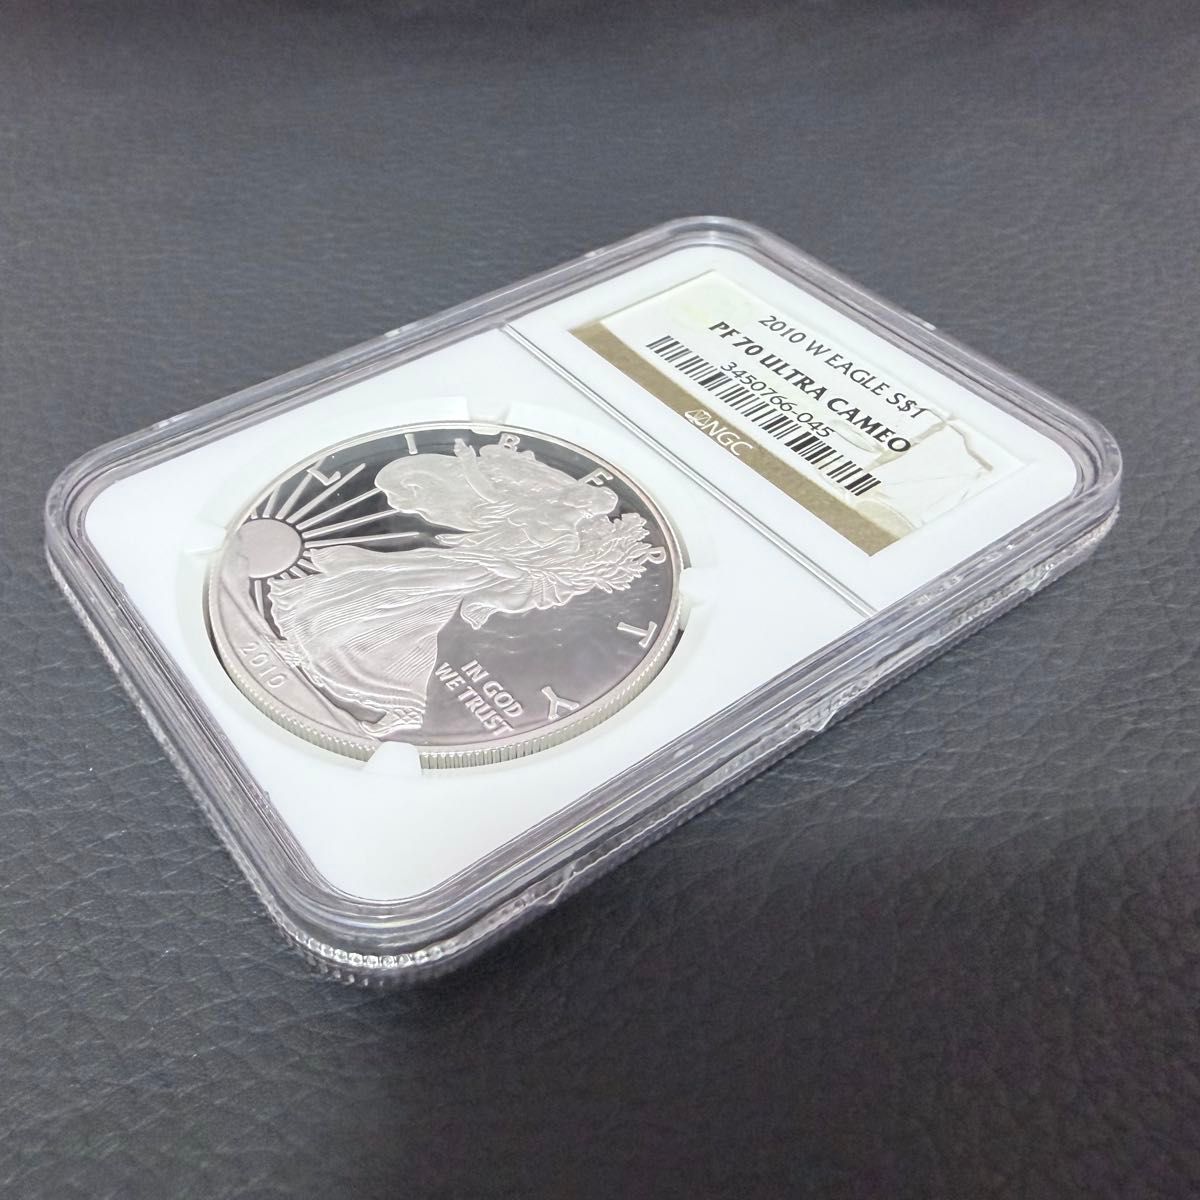 2010 W EAGLE S$1
PF 70 ULTRA CAMEO
3450766-045
NGC
LIBERTY
IN GOD
WE TRUST
2010